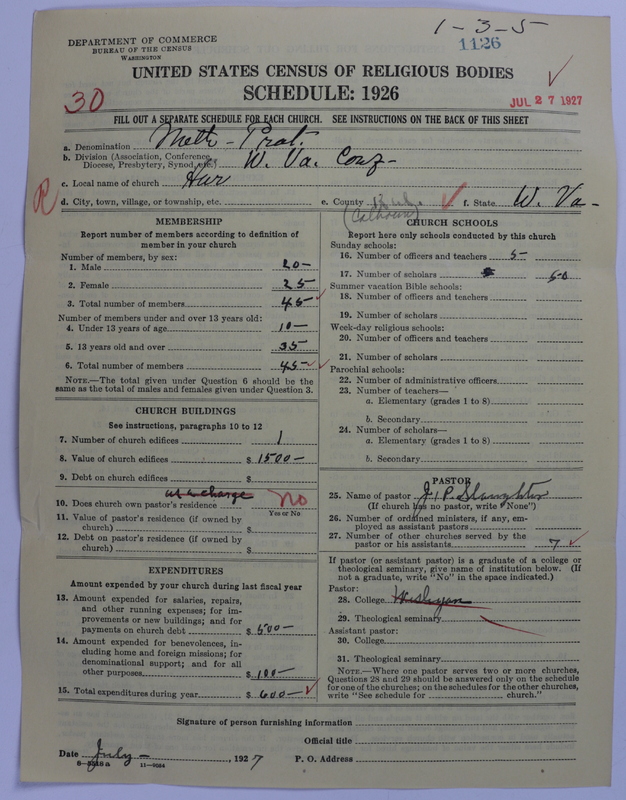 1-3-5
DEPARTMENT OF COMMERCE
BUREAU OF THE CENSUS
WASHINGTON
1126
UNITED STATES CENSUS OF RELIGIOUS BODIES
SCHEDULE: 1926
30
JUL 27 1927
FILL OUT A SEPARATE SCHEDULE FOR EACH CHURCH. SEE INSTRUCTIONS ON THE BACK OF THIS SHEET
a. Denomination Meth-Prot.
b. Division (Association, Conference, Diocese, Presbytery, Synod, etc.) W. Va. Conf-
c. Local name of church Hur
R d. City, town, village, or township, etc. e. County f. State W. Va-
(Calhoun)
MEMBERSHIP
Report number of members according to definition of
member in your church
Number of members, by sex:
1. Male 20-
2. Female 25-
3. Total number of members 45-
Number of members under and over 13 years old:
4. Under 13 years of age 10-
5. 13 years old and over 35-
6. Total number of members 45-
NOTE.—The total given under Question 6 should be the
same as the total of males and females given under Question 3.
CHURCH BUILDINGS
See instructions, paragraphs 10 to 12
7. Number of church edifices 1
8. Value of church edifices $ 1500-
9. Debt on church edifices $
as a charge
10. Does church own pastor's residence No
Yes or No
11. Value of pastor's residence (if owned by
church) $
12. Debt on pastor's residence (if owned by
church) $
EXPENDITURES
Amount expended by your church during last fiscal year
13. Amount expended for salaries, repairs,
and other running expenses; for im-
provements or new buildings; and for
payments on church debt $ 500-
14. Amount expended for benevolences, in-
cluding home and foreign missions; for
denominational support; and for all
other purposes $ 100-
15. Total expenditures during year $ 600-
CHURCH SCHOOLS
Report here only schools conducted by this church
Sunday schools:
16. Number of officers and teachers 5-
17. Number of scholars 50
Summer vacation Bible schools:
18. Number of officers and teachers
19. Number of scholars
Week-day religious schools:
20. Number of officers and teachers
21. Number of scholars
Parochial schools:
22. Number of administrative officers
23. Number of teachers—
a. Elementary (grades 1 to 8)
b. Secondary
24. Number of scholars—
a. Elementary (grades 1 to 8)
b. Secondary
PASTOR
25. Name of pastor J. P. Slaughter
(If church has no pastor, write "None")
26. Number of ordained ministers, if any, em-
ployed as assistant pastors
27. Number of other churches served by the
pastor or his assistants 7
If pastor (or assistant pastor) is a graduate of a college or
theological seminary, give name of institution below. (If
not a graduate, write "No" in the space indicated.)
Pastor:
28. College Wesleyan
29. Theological seminary
Assistant pastor:
30. College
31. Theological seminary
NOTE.—Where one pastor serves two or more churches,
Questions 28 and 29 should be answered only on the schedule
for one of the churches; on the schedules for the other churches,
write "See schedule for church."
Signature of person furnishing information
Official title
Date July- , 1927 P. O. Address
11-9684